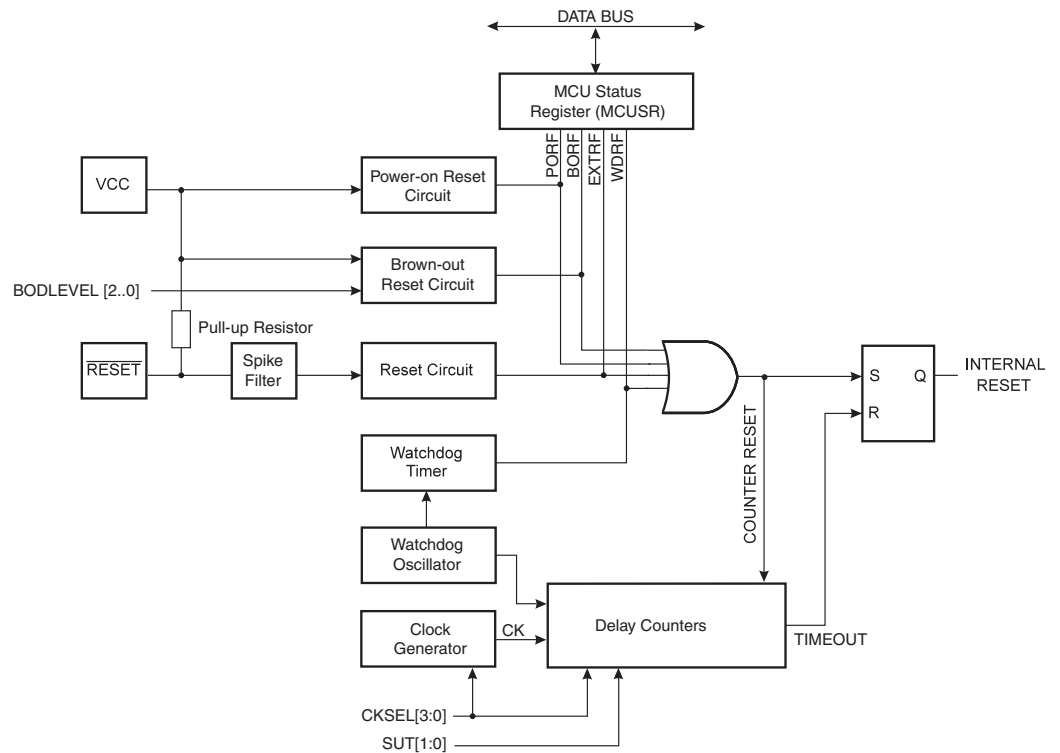 DATA BUS
MCU Status
Register (MCUSR)
PORF
BORF
EXTRF
WDRF
VCC
Power-on Reset
Circuit
Brown-out
Reset Circuit
BODLEVEL [2..0]
Pull-up Resistor
RESET
Spike
Filter
Reset Circuit
S
Q
R
INTERNAL
RESET
COUNTER RESET
Watchdog
Timer
Watchdog
Oscillator
Clock
Generator
CK
Delay Counters
TIMEOUT
CKSEL[3:0]
SUT[1:0]